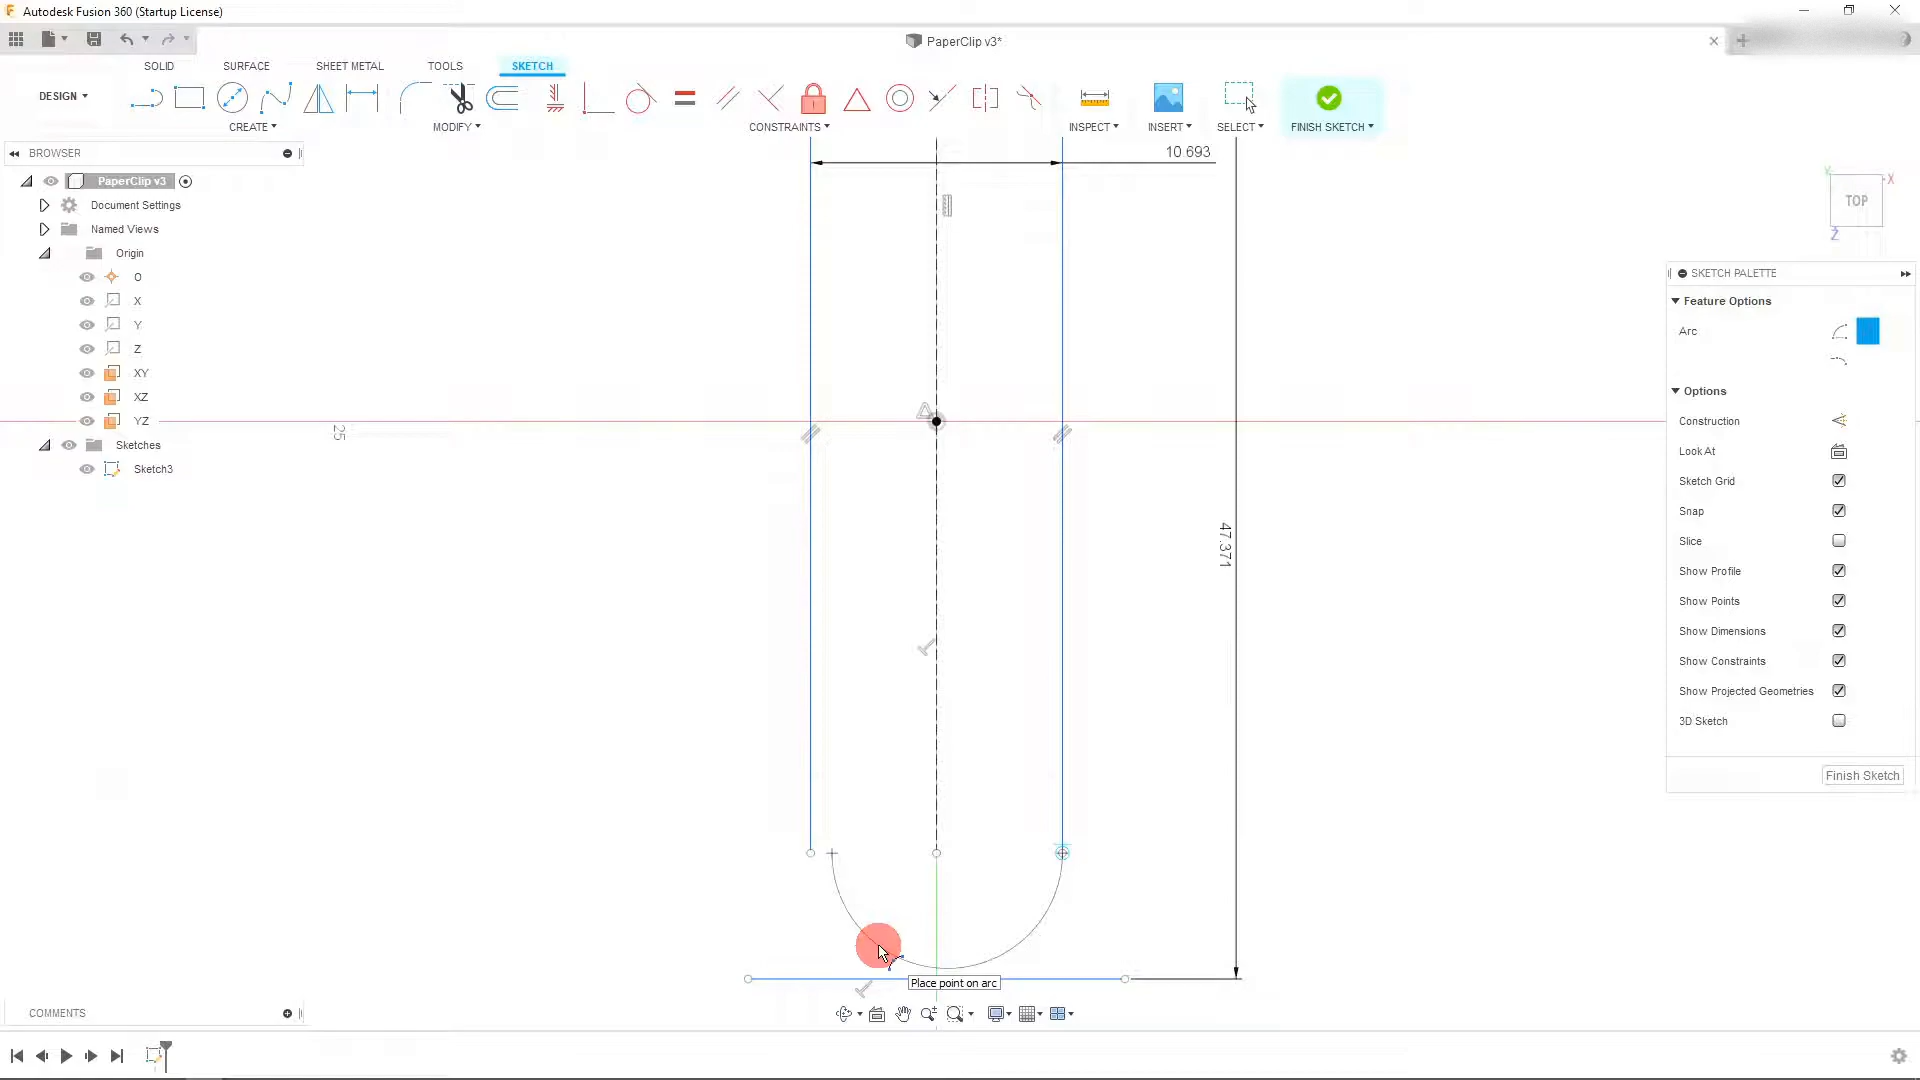 Autodesk Fusion 360 (Startup License)
PaperClip v3*
SOLID
SURFACE
SHEET METAL
TOOLS
SKETCH
DESIGN
CREATE
MODIFY
CONSTRAINTS
INSPECT
INSERT
SELECT
FINISH SKETCH
BROWSER
PaperClip v3
Document Settings
Named Views
Origin
O
X
Y
Z
XY
XZ
YZ
Sketches
Sketch3
10.693
25
47.371
Place point on arc
Y
X
TOP
Z
SKETCH PALETTE
Feature Options
Arc
Options
Construction
Look At
Sketch Grid
Snap
Slice
Show Profile
Show Points
Show Dimensions
Show Constraints
Show Projected Geometries
3D Sketch
Finish Sketch
COMMENTS